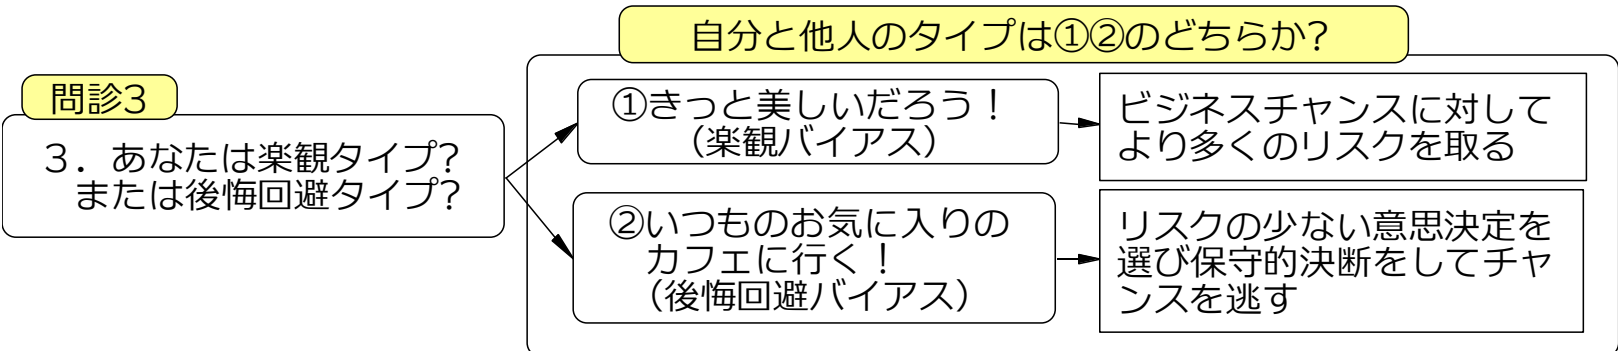 自分と他人のタイプは①②のどちらか?
問診3
3．あなたは楽観タイプ?
または後悔回避タイプ?
①きっと美しいだろう！
（楽観バイアス）
ビジネスチャンスに対して
より多くのリスクを取る
②いつものお気に入りの
カフェに行く！
（後悔回避バイアス）
リスクの少ない意思決定を
選び保守的決断をしてチャ
ンスを逃す